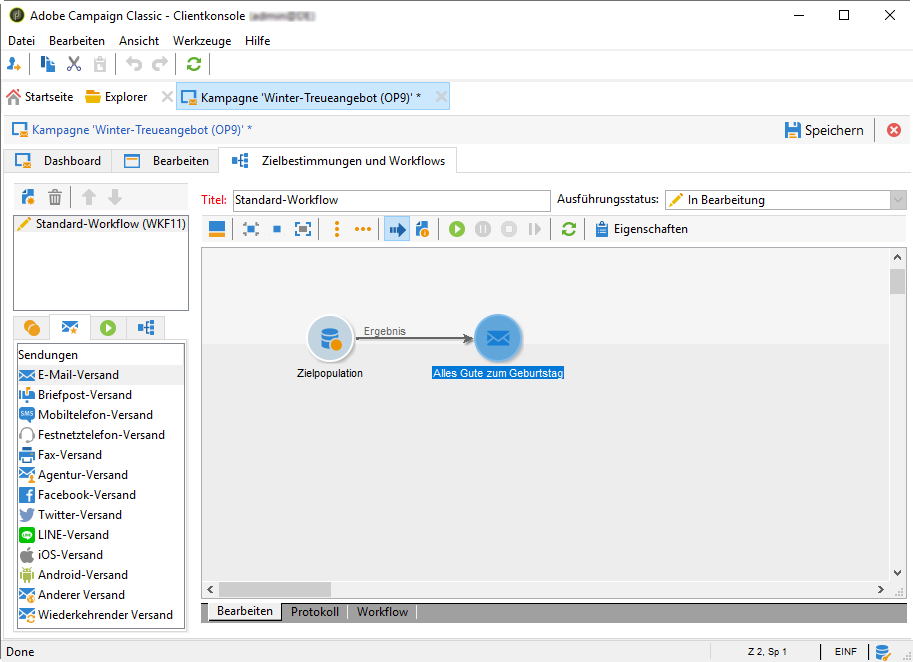 Adobe Campaign Classic - Clientkonsole
Datei Bearbeiten Ansicht Werkzeuge Hilfe
Startseite Explorer Kampagne 'Winter-Treueangebot (OP9)' *
Kampagne 'Winter-Treueangebot (OP9)' * Speichern
Dashboard Bearbeiten Zielbestimmungen und Workflows
Titel: Standard-Workflow Ausführungsstatus: In Bearbeitung
Standard-Workflow (WKF11)
Eigenschaften
Ergebnis
Zielpopulation Alles Gute zum Geburtstag
Sendungen
E-Mail-Versand
Briefpost-Versand
SMS Mobiltelefon-Versand
Festnetztelefon-Versand
Fax-Versand
Agentur-Versand
Facebook-Versand
Twitter-Versand
LINE-Versand
iOS-Versand
Android-Versand
Anderer Versand
Wiederkehrender Versand
Bearbeiten Protokoll Workflow
Done Z 2, Sp 1 EINF